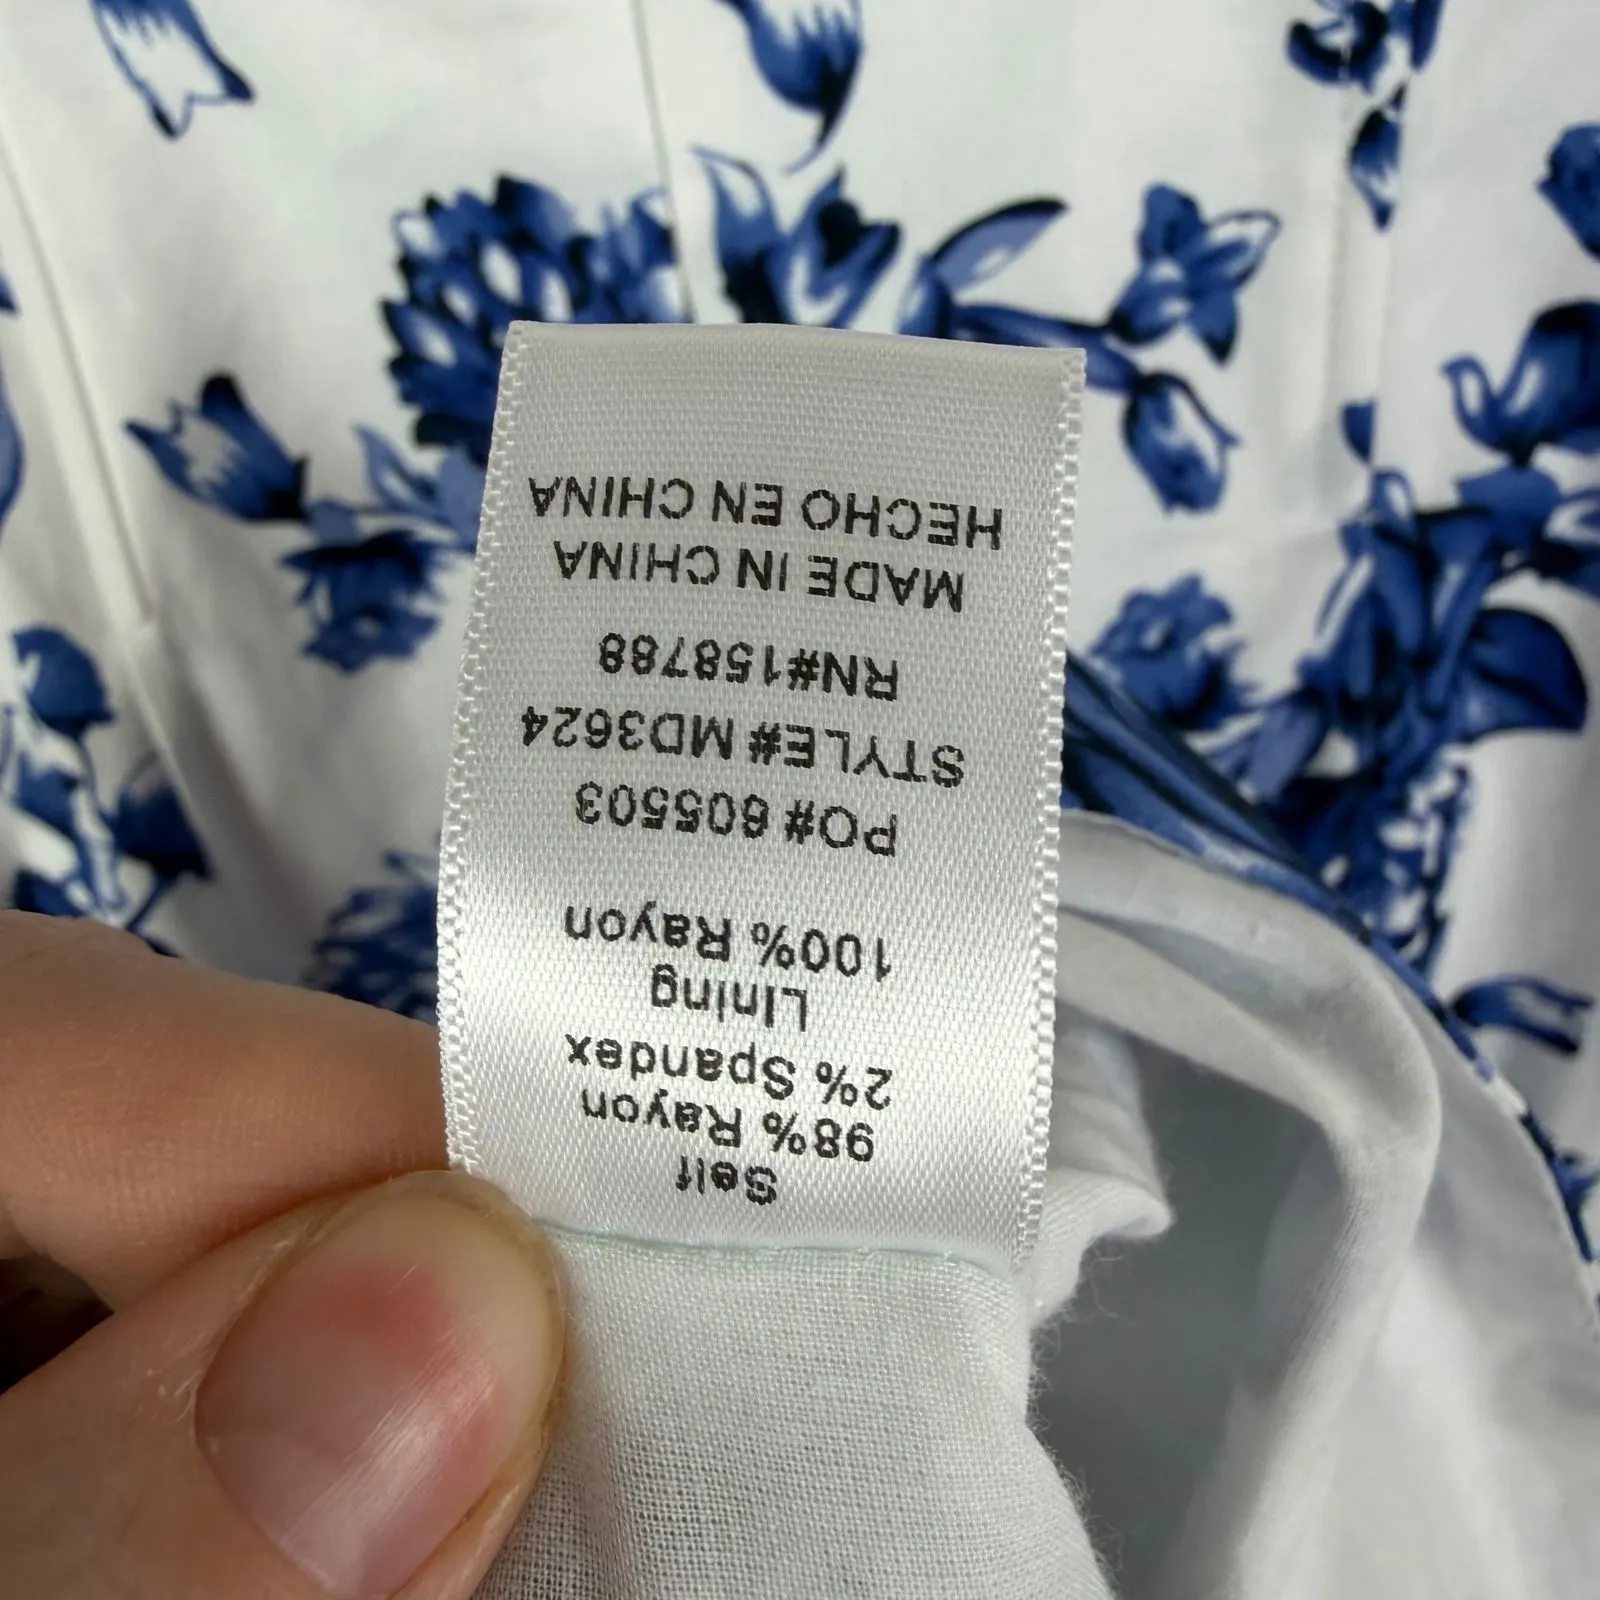 Self
98% Rayon
2% Spandex
Lining
100% Rayon
PO# 605503
STYLE# MD3624
RN#158788
MADE IN CHINA
HECHO EN CHINA